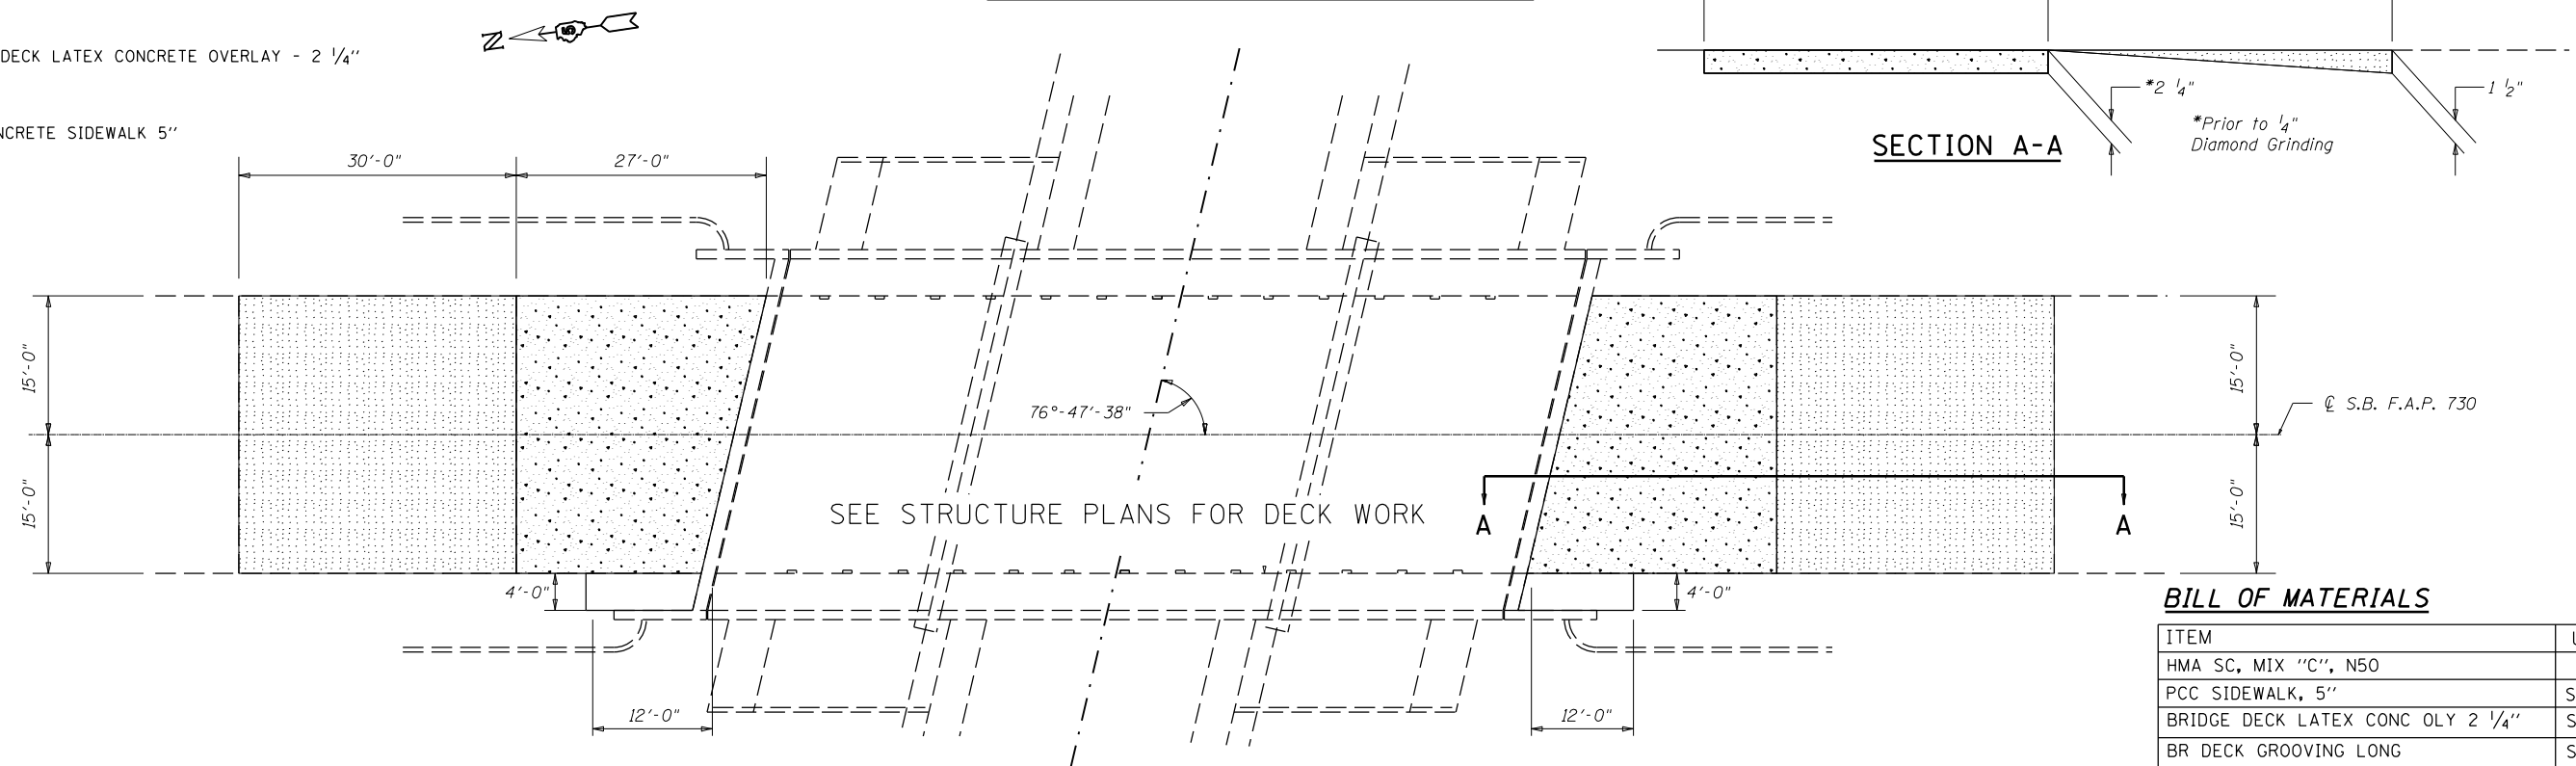 DECK LATEX CONCRETE OVERLAY - 2 1/4"
NCRETE SIDEWALK 5"
N
30'-0"
27'-0"
*2 1/4"
1 1/2"
*Prior to 1/4"
Diamond Grinding
SECTION A-A
15'-0"
15'-0"
76°-47'-38"
15'-0"
15'-0"
℄ S.B. F.A.P. 730
SEE STRUCTURE PLANS FOR DECK WORK
A
A
4'-0"
4'-0"
12'-0"
12'-0"
BILL OF MATERIALS
ITEM
HMA SC, MIX "C", N50
PCC SIDEWALK, 5" S
BRIDGE DECK LATEX CONC OLY 2 1/4" S
BR DECK GROOVING LONG S